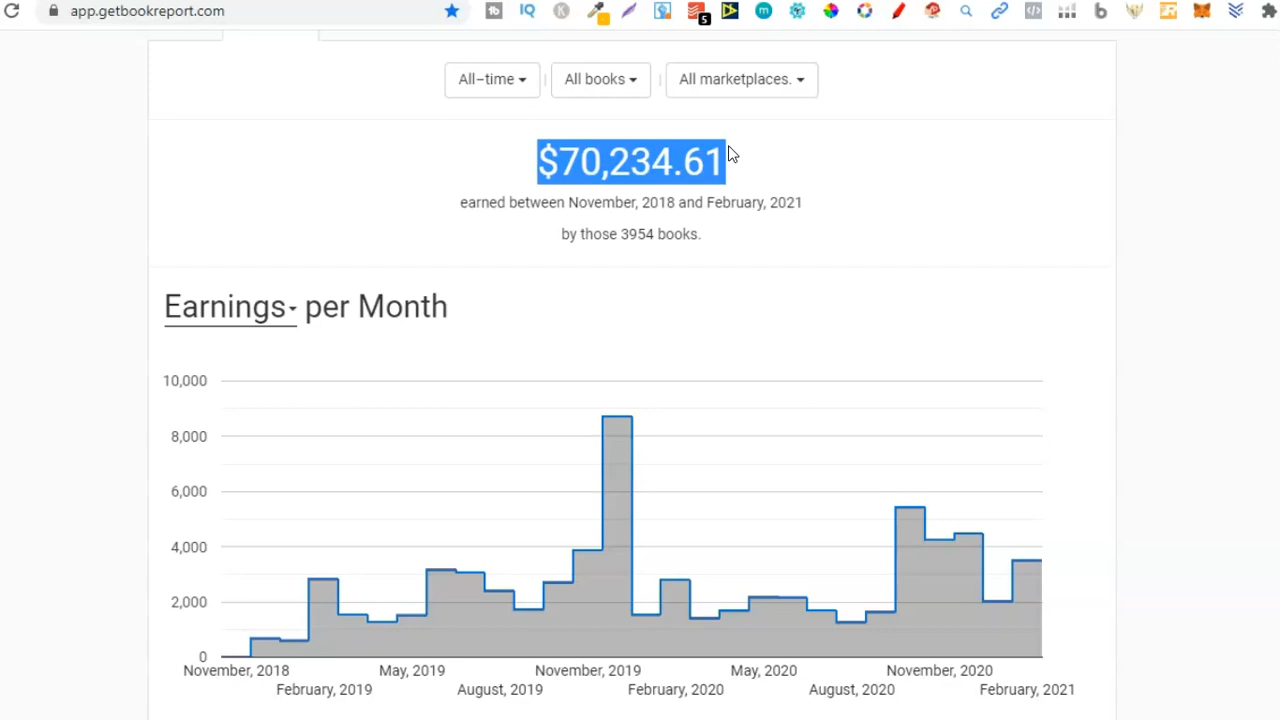 app.getbookreport.com
1b
IQ
K
5
m
b
All-time
All books
All marketplaces.
$70,234.61
earned between November, 2018 and February, 2021
by those 3954 books.
Earnings per Month
10,000
8,000
6,000
4,000
2,000
0
November, 2018
May, 2019
November, 2019
May, 2020
November, 2020
February, 2019
August, 2019
February, 2020
August, 2020
February, 2021